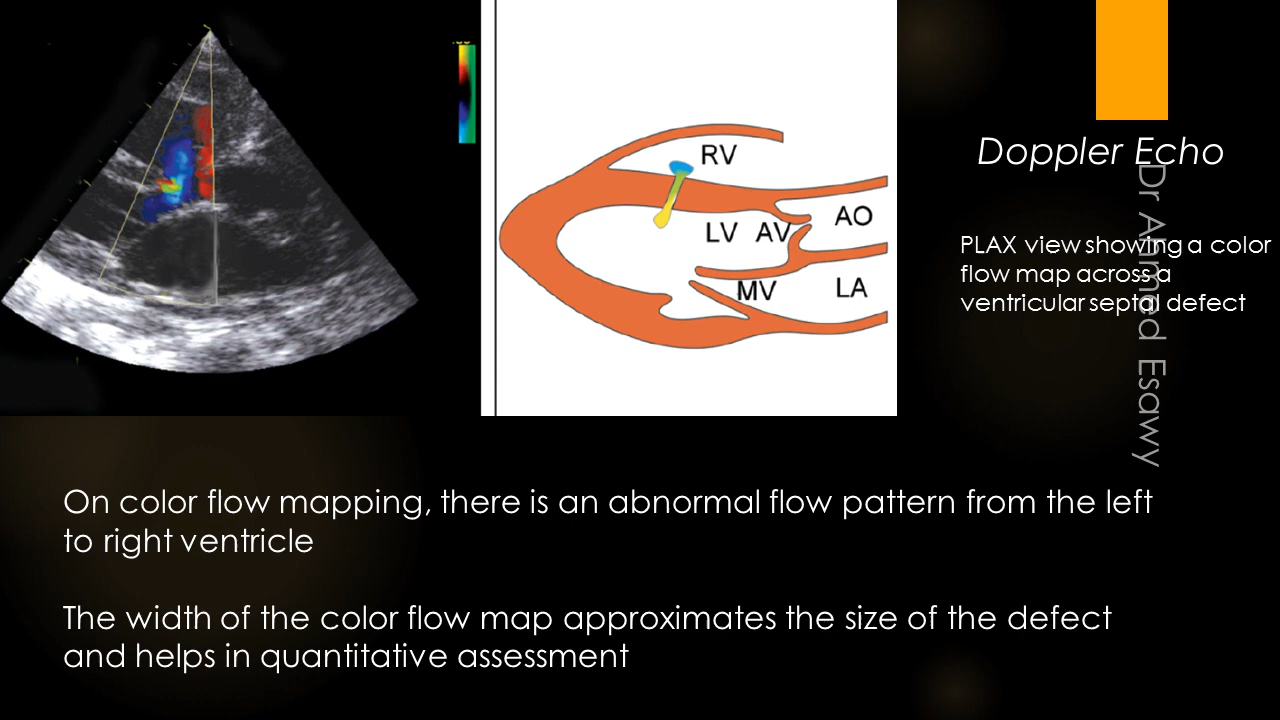 RV
LV AV AO
MV LA
Doppler Echo
PLAX view showing a color
flow map across a
ventricular septal defect
Dr Ahmed Esawy
On color flow mapping, there is an abnormal flow pattern from the left
to right ventricle
The width of the color flow map approximates the size of the defect
and helps in quantitative assessment